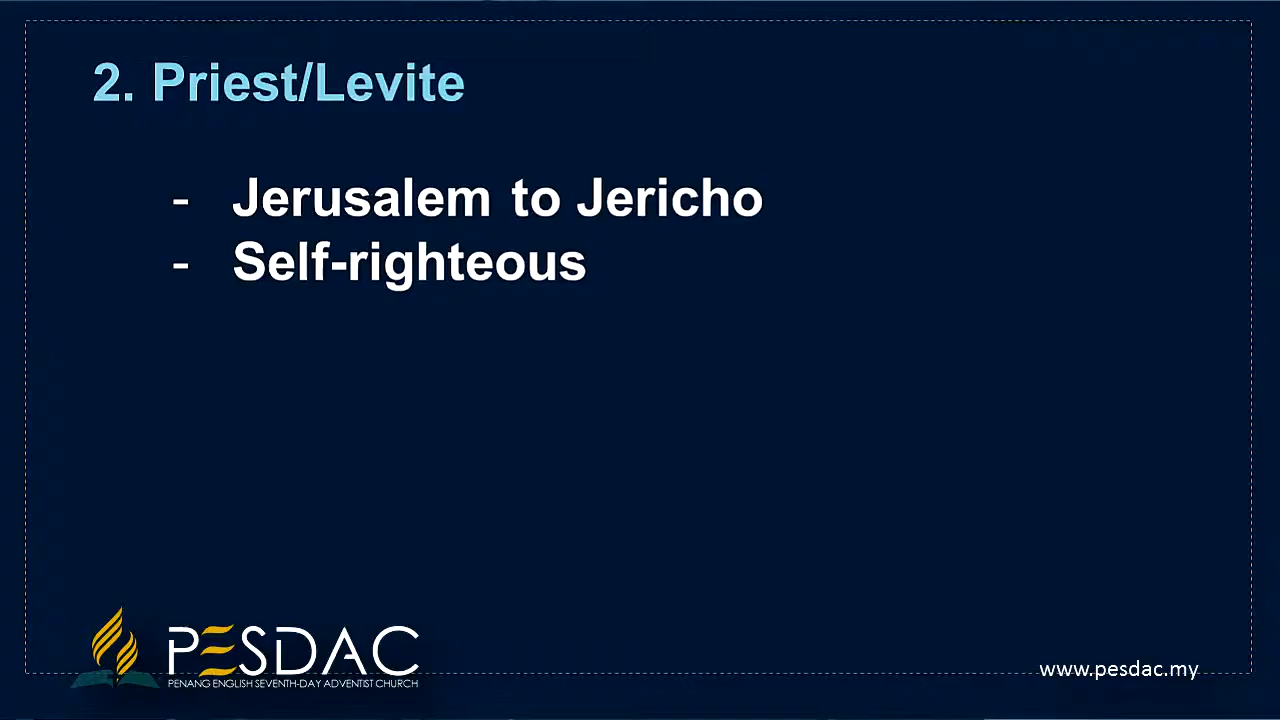 2. Priest/Levite
- Jerusalem to Jericho
- Self-righteous
PESDAC
PENANG ENGLISH SEVENTH-DAY ADVENTIST CHURCH
www.pesdac.my